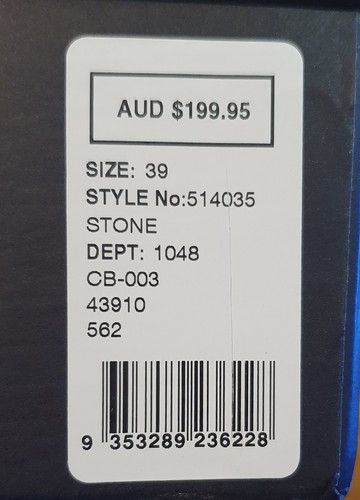 AUD $199.95
SIZE: 39
STYLE No:514035
STONE
DEPT: 1048
CB-003
43910
562
9 353289 236228